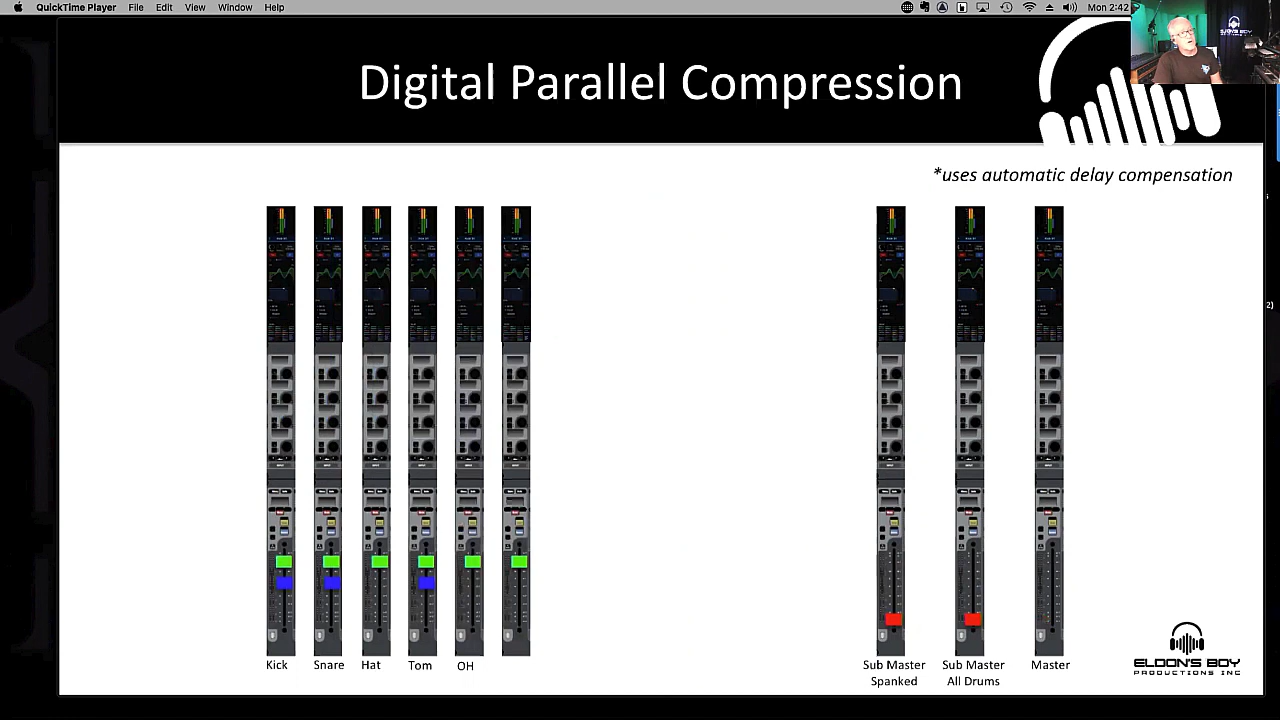 QuickTime Player File Edit View Window Help Mon 2:42
Digital Parallel Compression
*uses automatic delay compensation
Kick Snare Hat Tom OH
Sub Master Spanked
Sub Master All Drums
Master
ELDON'S BOY
PRODUCTIONS INC